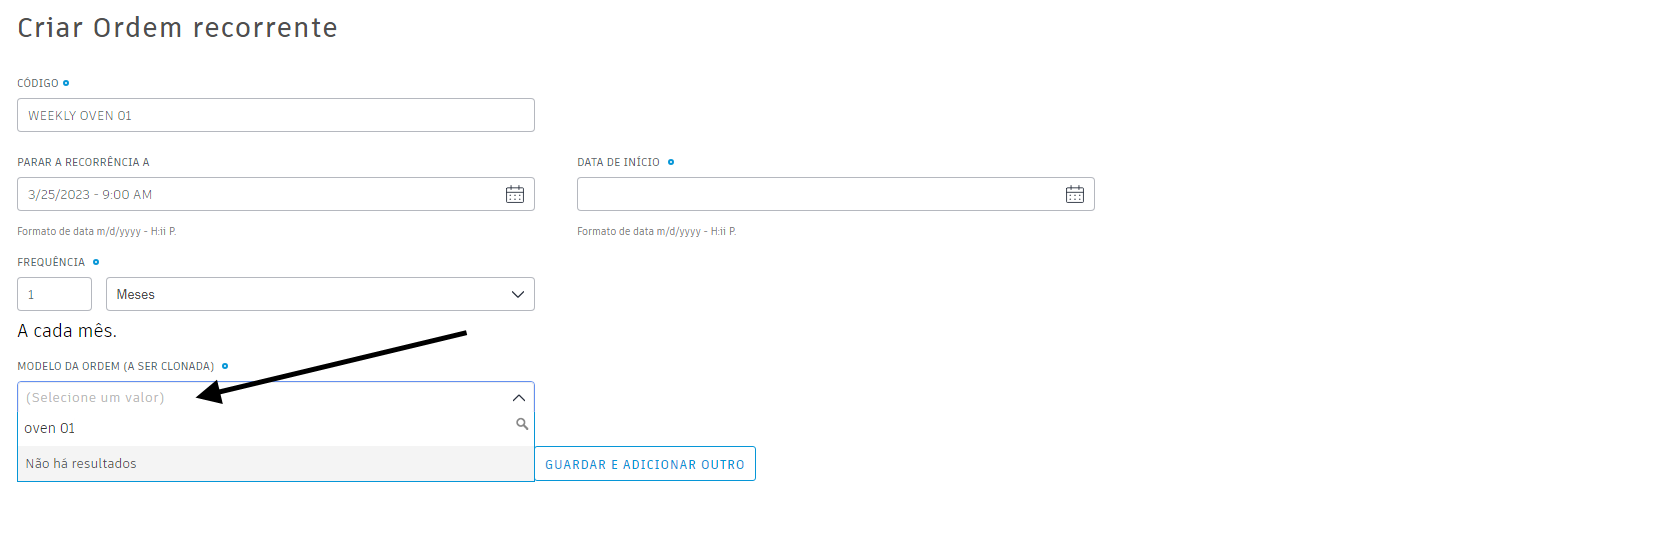 Criar Ordem recorrente
CÓDIGO
WEEKLY OVEN 01
PARAR A RECORRÊNCIA A
DATA DE INÍCIO
3/25/2023 - 9:00 AM
Formato de data m/d/yyyy - H:ii P.
Formato de data m/d/yyyy - H:ii P.
FREQUÊNCIA
1
Meses
A cada mês.
MODELO DA ORDEM (A SER CLONADA)
(Selecione um valor)
oven 01
Não há resultados
GUARDAR E ADICIONAR OUTRO